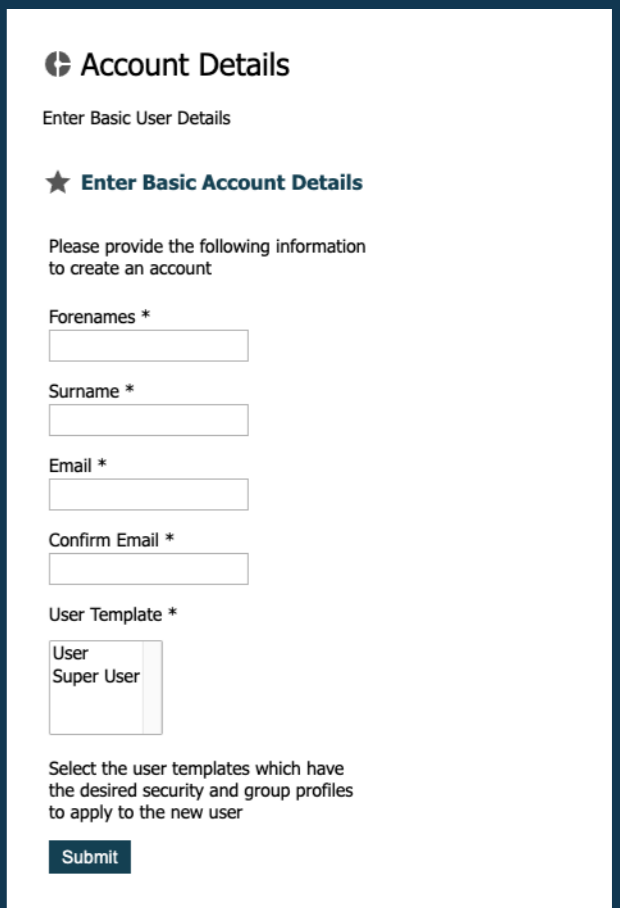 Account Details
Enter Basic User Details
Enter Basic Account Details
Please provide the following information
to create an account
Forenames *
Surname *
Email *
Confirm Email *
User Template *
User
Super User
Select the user templates which have
the desired security and group profiles
to apply to the new user
Submit